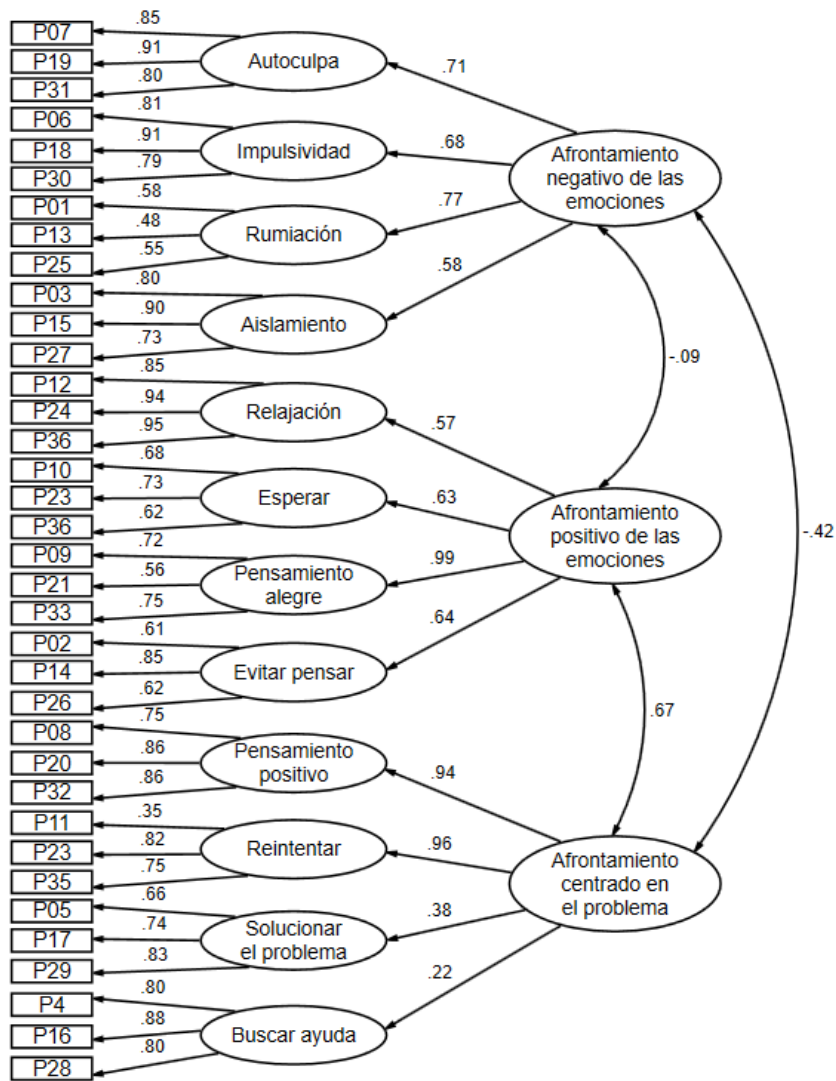 P07
.85
P19
.91
P31
.80
Autoculpa
.71
P06
.81
P18
.91
P30
.79
Impulsividad
.68
Afrontamiento
negativo de las
emociones
P01
.58
P13
.48
P25
.55
Rumiación
.77
P03
.80
P15
.90
P27
.73
Aislamiento
.58
-.09
P12
.85
P24
.94
P36
.95
Relajación
.57
P10
.68
P23
.73
P36
.62
Esperar
.63
Afrontamiento
positivo de las
emociones
-.42
P09
.72
P21
.56
P33
.75
Pensamiento
alegre
.99
P02
.61
P14
.85
P26
.62
Evitar pensar
.64
.67
P08
.75
P20
.86
P32
.86
Pensamiento
positivo
.94
P11
.35
P23
.82
P35
.75
Reintentar
.96
Afrontamiento
centrado en
el problema
P05
.66
P17
.74
P29
.83
Solucionar
el problema
.38
P4
.80
P16
.88
P28
.80
Buscar ayuda
.22